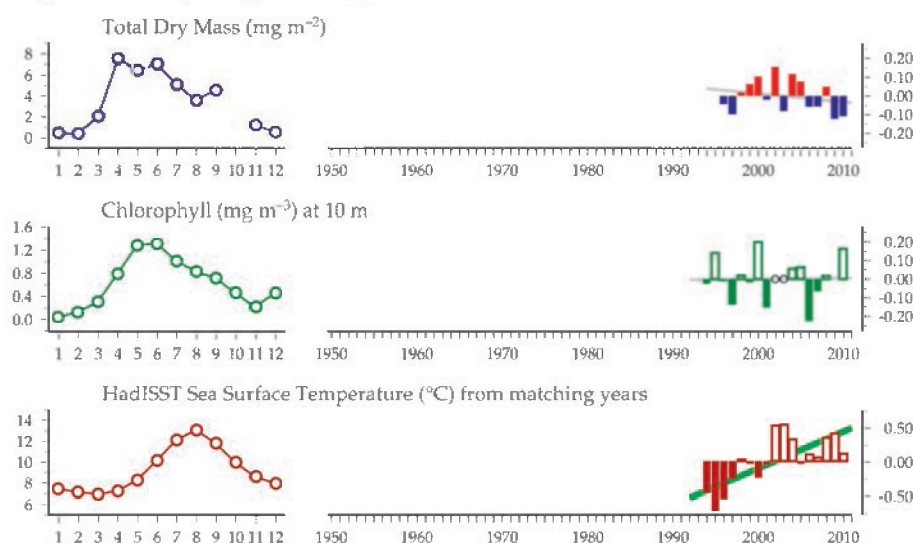 Total Dry Mass (mg m⁻²)
8
6
4
2
0
0.20
0.00
-0.10
-0.20
1 2 3 4 5 6 7 8 9 10 11 12
1950 1960 1970 1980 1990 2000 2010
Chlorophyll (mg m⁻³) at 10 m
1.6
1.2
0.8
0.4
0.0
0.20
0.00
-0.10
-0.20
1 2 3 4 5 6 7 8 9 10 11 12
1950 1960 1970 1980 1990 2000 2010
HadISST Sea Surface Temperature (°C) from matching years
14
12
10
8
6
0.50
0.00
-0.50
1 2 3 4 5 6 7 8 9 10 11 12
1950 1960 1970 1980 1990 2000 2010